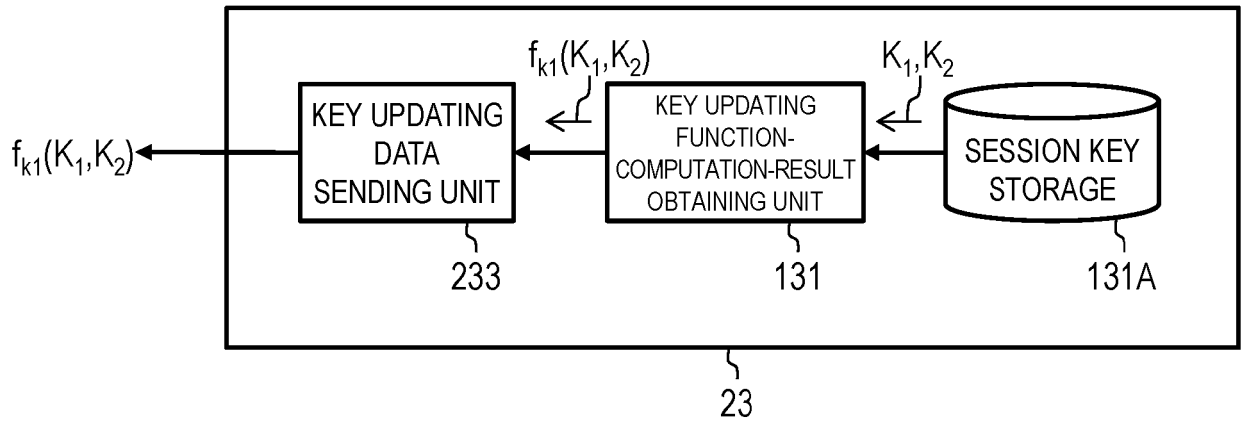 f_k1(K_1,K_2)
KEY UPDATING
DATA
SENDING UNIT
233
f_k1(K_1,K_2)
KEY UPDATING
FUNCTION-
COMPUTATION-RESULT
OBTAINING UNIT
131
K_1,K_2
SESSION KEY
STORAGE
131A
23